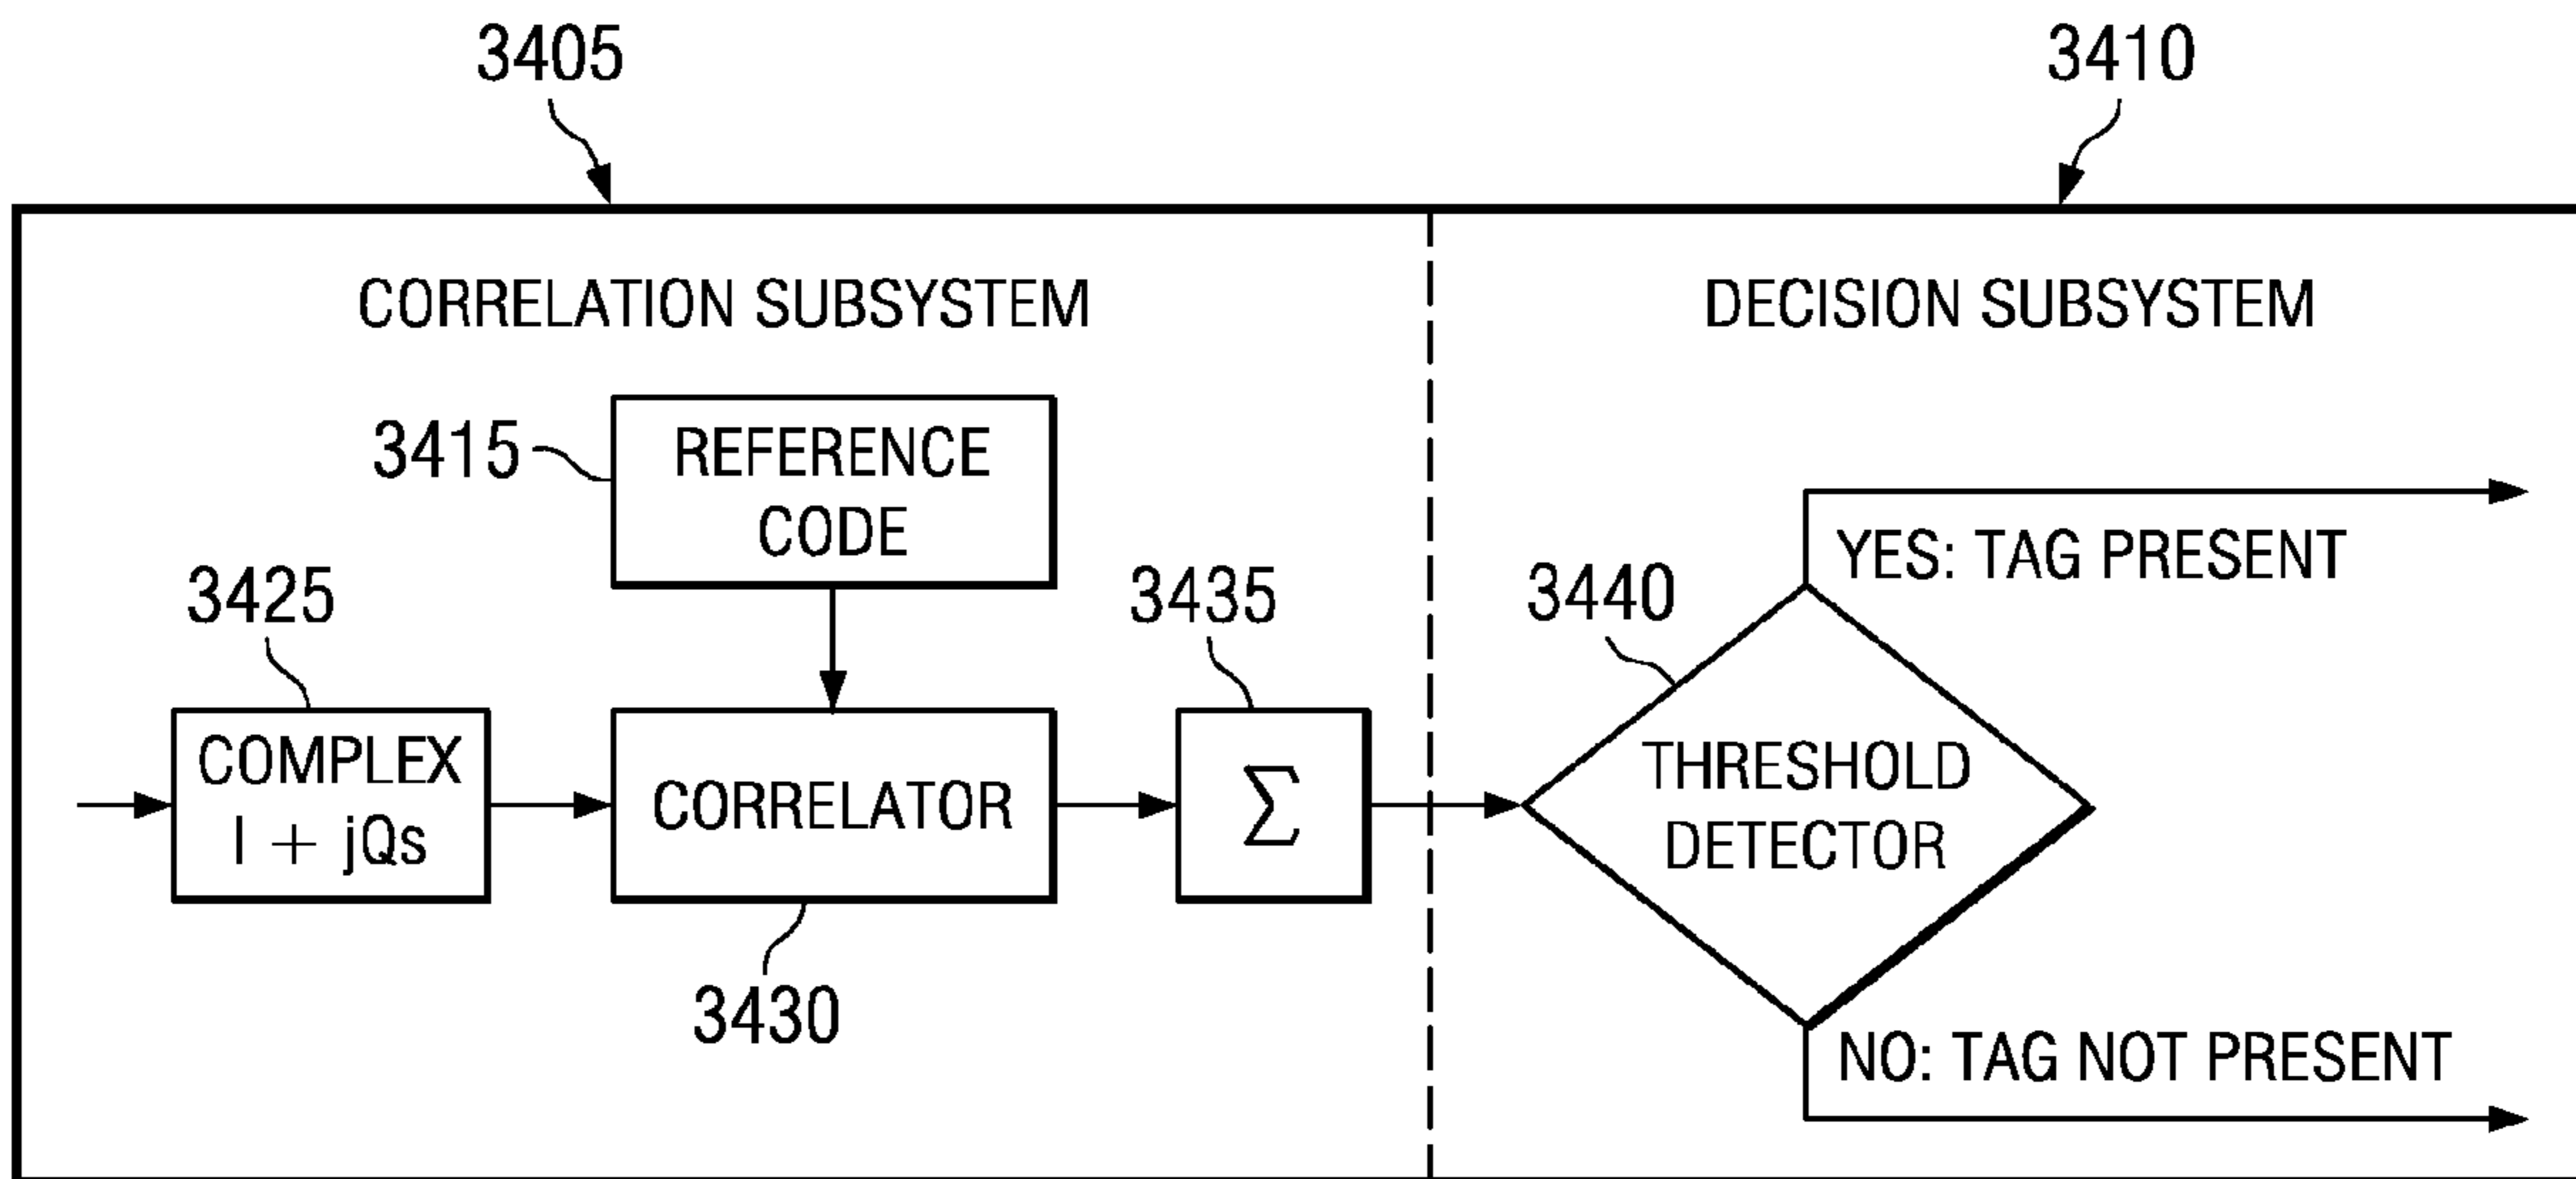 3405
3410
CORRELATION SUBSYSTEM
DECISION SUBSYSTEM
3415
REFERENCE
CODE
3425
COMPLEX
I + jQs
CORRELATOR
3430
3435
Σ
3440
THRESHOLD
DETECTOR
YES: TAG PRESENT
NO: TAG NOT PRESENT